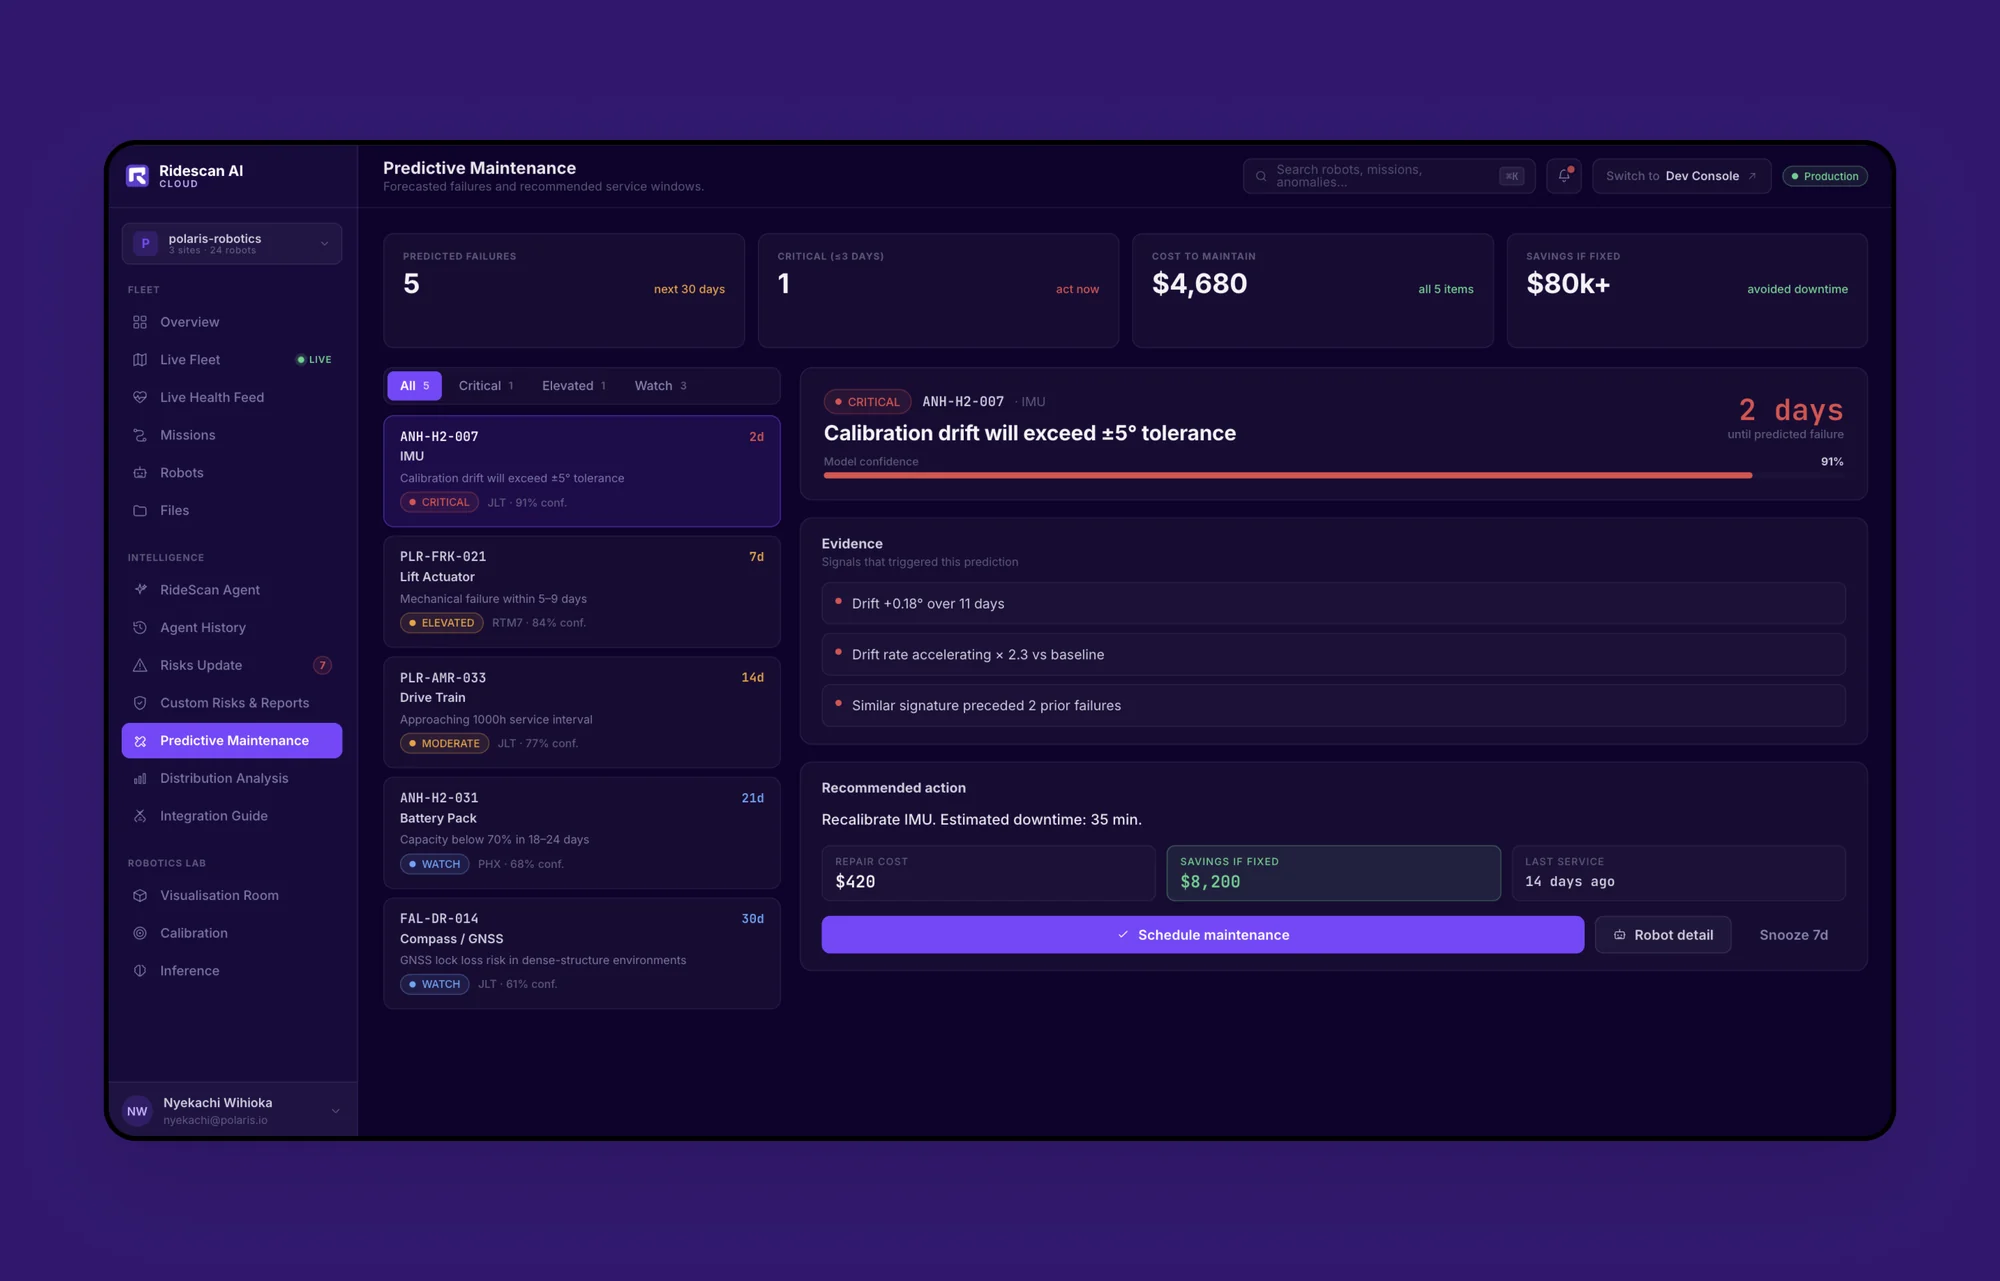 Ridescan AI
CLOUD
P
polaris-robotics
3 sites · 24 robots
FLEET
Overview
Live Fleet
LIVE
Live Health Feed
Missions
Robots
Files
INTELLIGENCE
RideScan Agent
Agent History
Risks Update
7
Custom Risks & Reports
Predictive Maintenance
Distribution Analysis
Integration Guide
ROBOTICS LAB
Visualisation Room
Calibration
Inference
NW
Nyekachi Wihioka
nyekachi@polaris.io
Predictive Maintenance
Forecasted failures and recommended service windows.
Search robots, missions,
anomalies...
⌘K
Switch to Dev Console ↗
Production
PREDICTED FAILURES
5
next 30 days
CRITICAL (≤3 DAYS)
1
act now
COST TO MAINTAIN
$4,680
all 5 items
SAVINGS IF FIXED
$80k+
avoided downtime
All 5
Critical 1
Elevated 1
Watch 3
ANH-H2-007
2d
IMU
Calibration drift will exceed ±5° tolerance
CRITICAL
JLT · 91% conf.
PLR-FRK-021
7d
Lift Actuator
Mechanical failure within 5–9 days
ELEVATED
RTM7 · 84% conf.
PLR-AMR-033
14d
Drive Train
Approaching 1000h service interval
MODERATE
JLT · 77% conf.
ANH-H2-031
21d
Battery Pack
Capacity below 70% in 18–24 days
WATCH
PHX · 68% conf.
FAL-DR-014
30d
Compass / GNSS
GNSS lock loss risk in dense-structure environments
WATCH
JLT · 61% conf.
CRITICAL
ANH-H2-007
· IMU
Calibration drift will exceed ±5° tolerance
2 days
until predicted failure
Model confidence
91%
Evidence
Signals that triggered this prediction
Drift +0.18° over 11 days
Drift rate accelerating × 2.3 vs baseline
Similar signature preceded 2 prior failures
Recommended action
Recalibrate IMU. Estimated downtime: 35 min.
REPAIR COST
$420
SAVINGS IF FIXED
$8,200
LAST SERVICE
14 days ago
Schedule maintenance
Robot detail
Snooze 7d